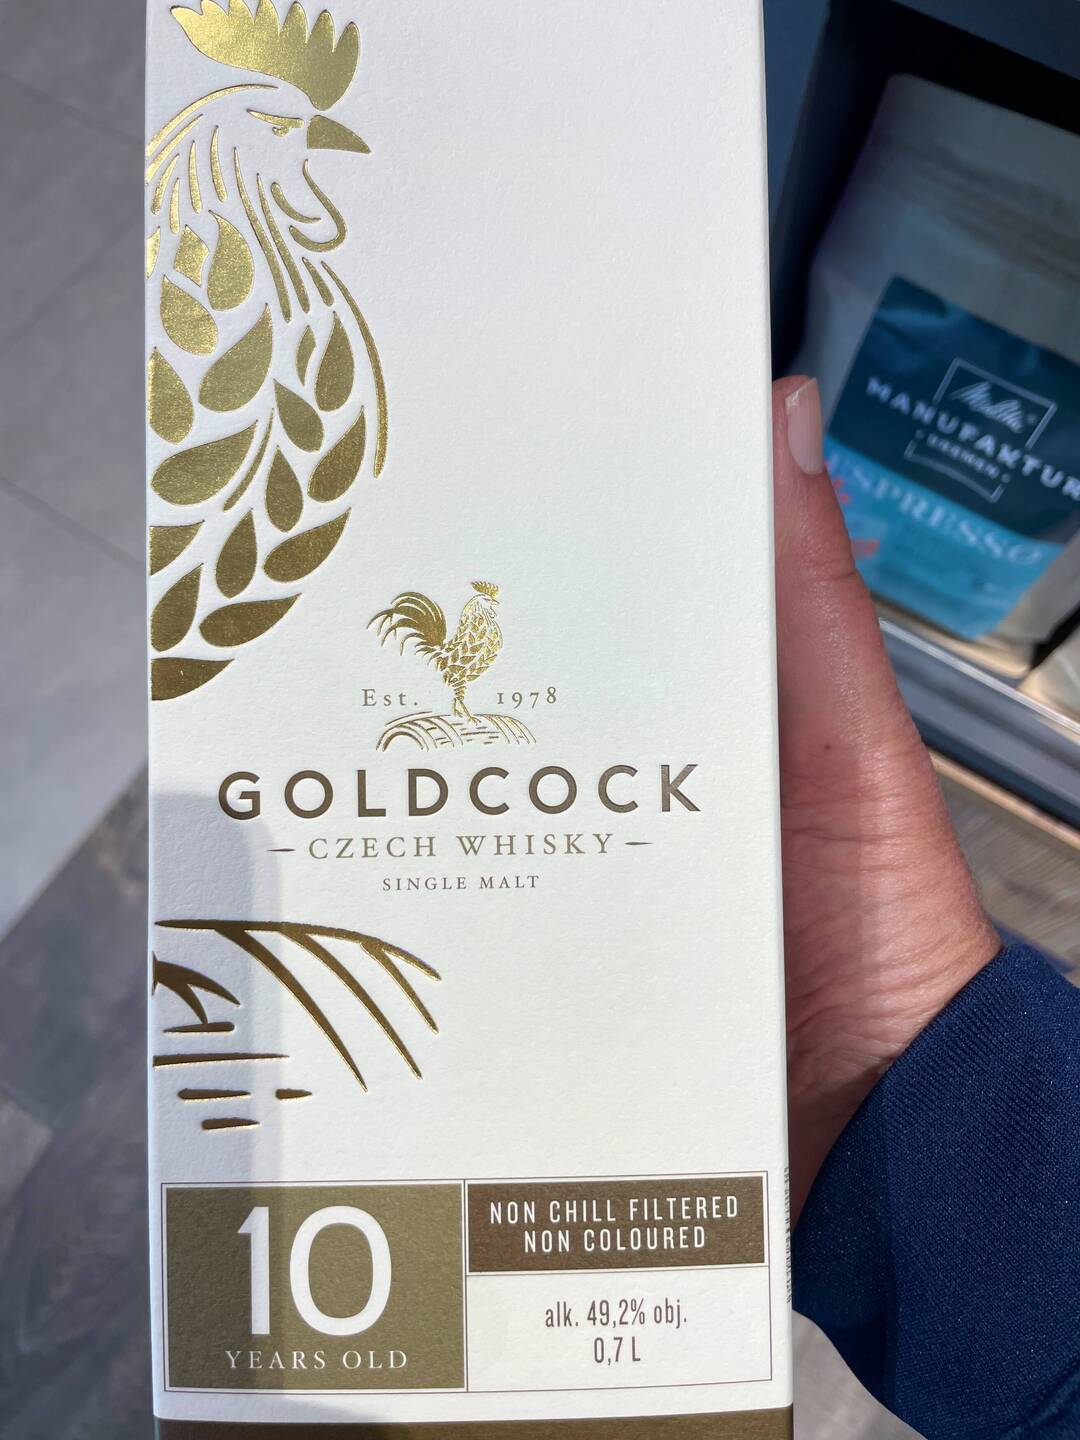 Est. 1978
GOLDCOCK
CZECH WHISKY
SINGLE MALT
10
YEARS OLD
NON CHILL FILTERED
NON COLOURED
alk. 49,2% obj.
0,7 L
Melitta
MANUFAKTUR
ESPRESSO